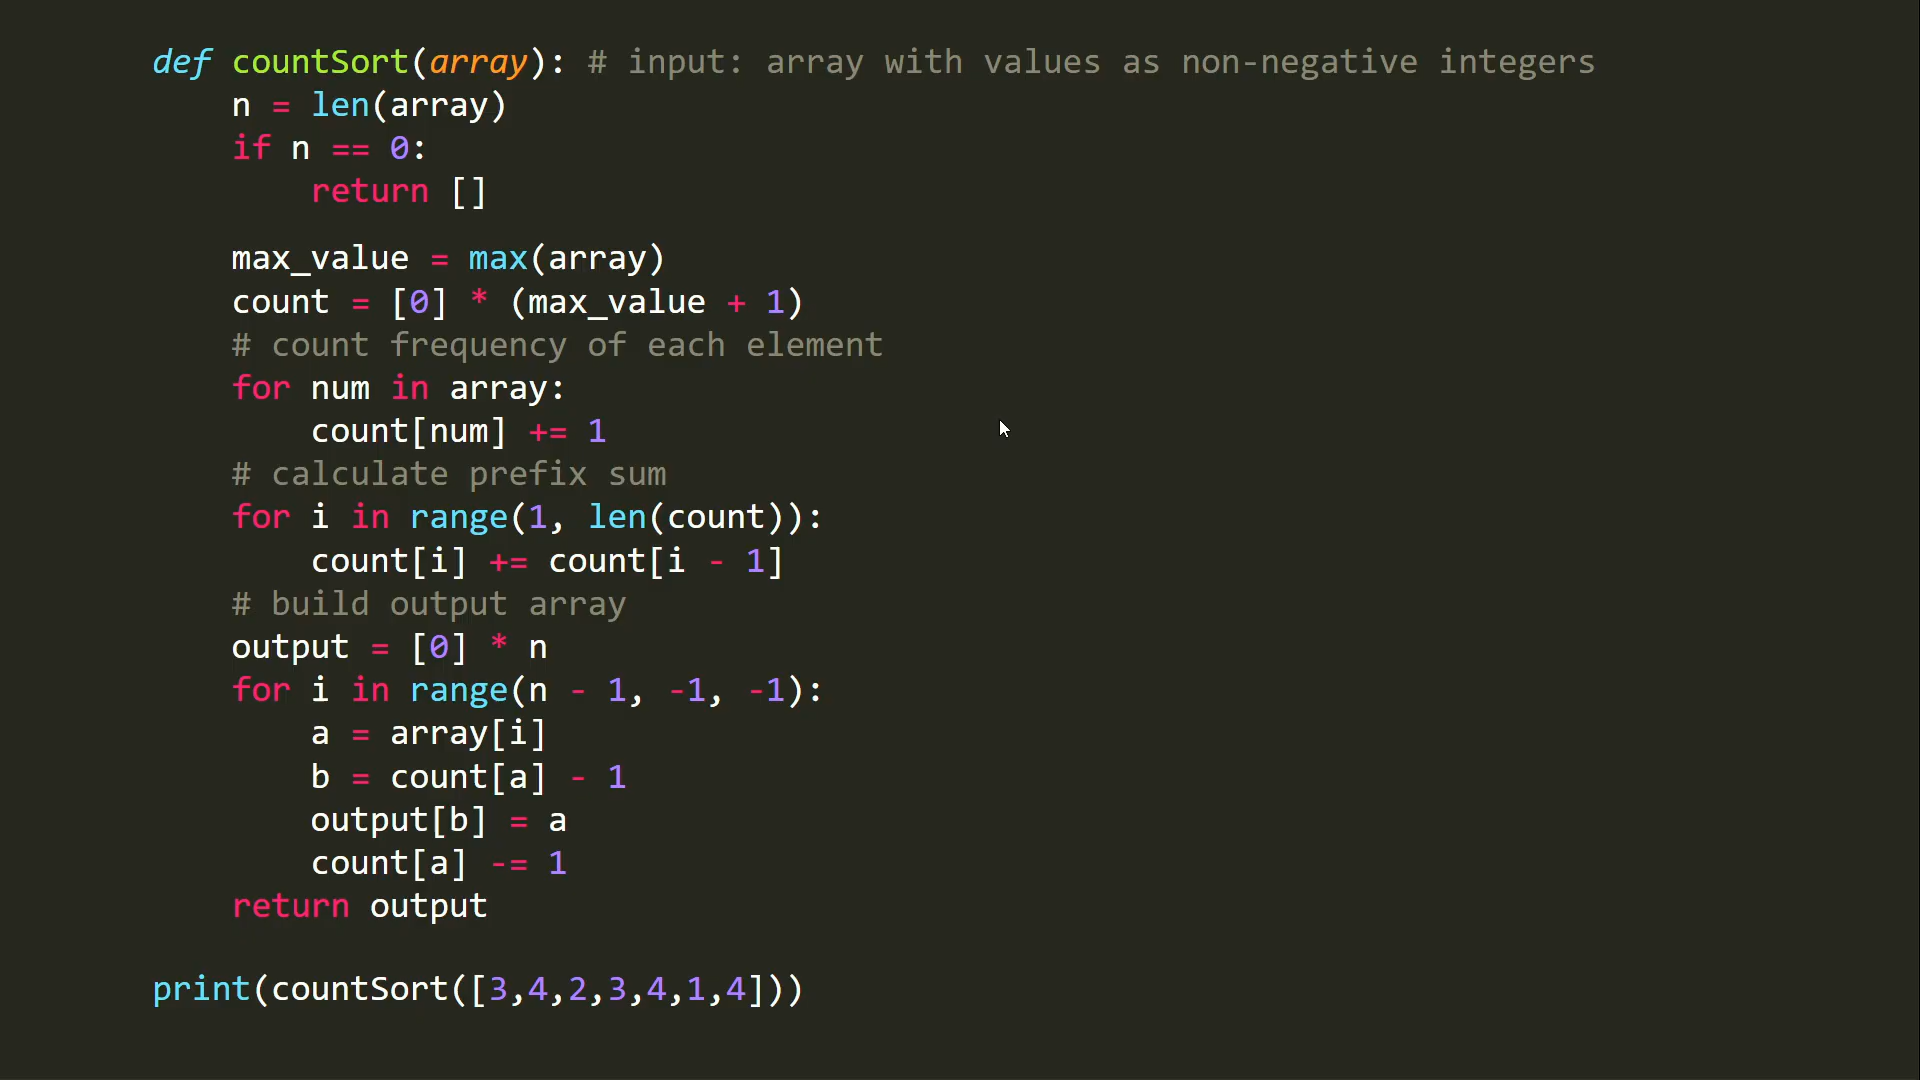 def countSort(array): # input: array with values as non-negative integers
    n = len(array)
    if n == 0:
        return []
    max_value = max(array)
    count = [0] * (max_value + 1)
    # count frequency of each element
    for num in array:
        count[num] += 1
    # calculate prefix sum
    for i in range(1, len(count)):
        count[i] += count[i - 1]
    # build output array
    output = [0] * n
    for i in range(n - 1, -1, -1):
        a = array[i]
        b = count[a] - 1
        output[b] = a
        count[a] -= 1
    return output
print(countSort([3,4,2,3,4,1,4]))